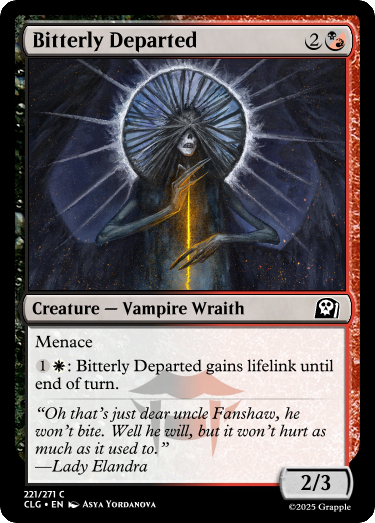 Bitterly Departed 2
Creature — Vampire Wraith
Menace
1 : Bitterly Departed gains lifelink until
end of turn.
“Oh that’s just dear uncle Fanshaw, he
won’t bite. Well he will, but it won’t hurt as
much as it used to.”
—Lady Elandra
2/3
221/271 C
CLG • EN Asya Yordanova
©2025 Grapple